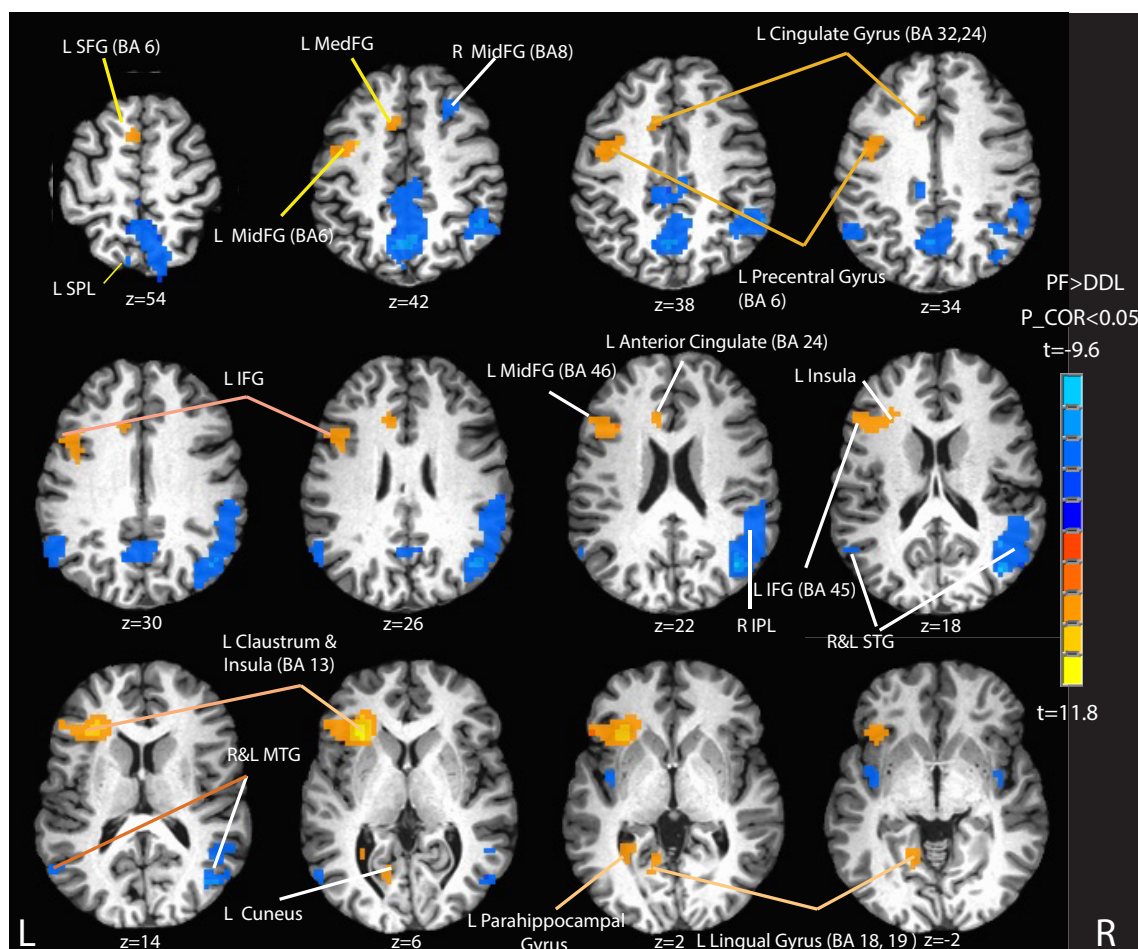 L SFG (BA 6)
L MedFG
R MidFG (BA8)
L Cingulate Gyrus (BA 32,24)
L MidFG (BA6)
L SPL
L Precentral Gyrus
(BA 6)
z=54
z=42
z=38
z=34
PF>DDL
P_COR<0.05
t=-9.6
L IFG
L MidFG (BA 46)
L Anterior Cingulate (BA 24)
L Insula
L IFG (BA 45)
R IPL
R&L STG
z=30
z=26
z=22
z=18
t=11.8
L Claustrum &
Insula (BA 13)
R&L MTG
L Cuneus
L Parahippocampal
Gyrus
L Lingual Gyrus (BA 18, 19)
z=14
z=6
z=2
z=-2
L
R